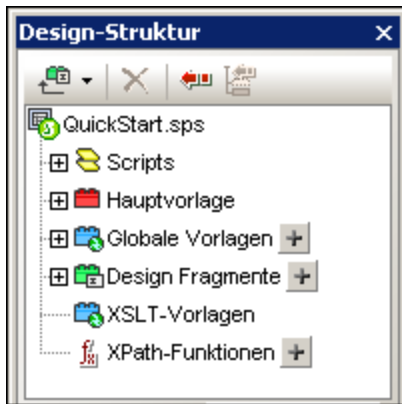 Design-Struktur
QuickStart.sps
Scripts
Hauptvorlage
Globale Vorlagen
Design Fragmente
XSLT-Vorlagen
XPath-Funktionen